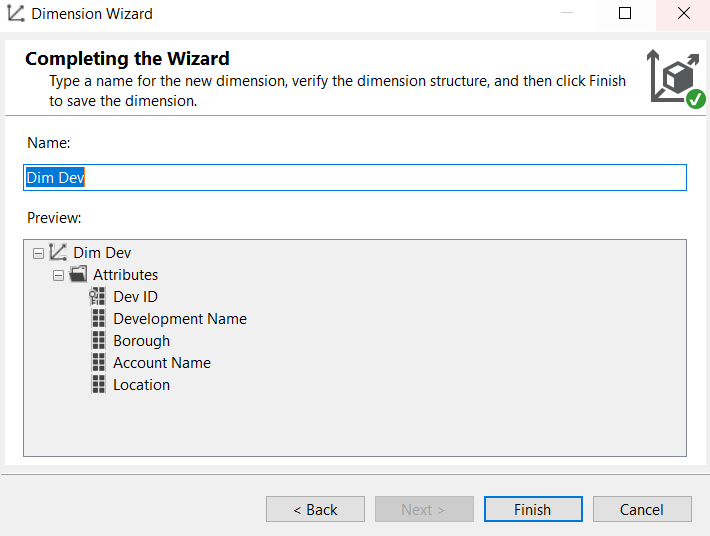 Dimension Wizard
Completing the Wizard
Type a name for the new dimension, verify the dimension structure, and then click Finish
to save the dimension.
Name:
Dim Dev
Preview:
Dim Dev
Attributes
Dev ID
Development Name
Borough
Account Name
Location
< Back
Next >
Finish
Cancel